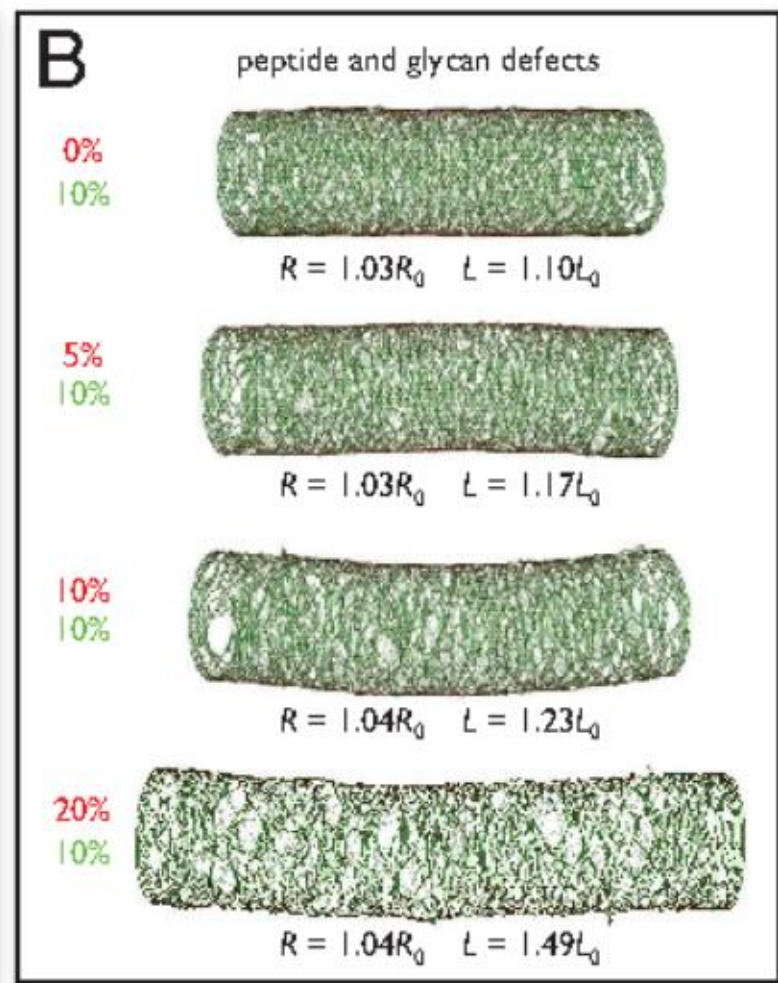 B
peptide and glycan defects
0%
10%
R = 1.03R₀ L = 1.10L₀
5%
10%
R = 1.03R₀ L = 1.17L₀
10%
10%
R = 1.04R₀ L = 1.23L₀
20%
10%
R = 1.04R₀ L = 1.49L₀